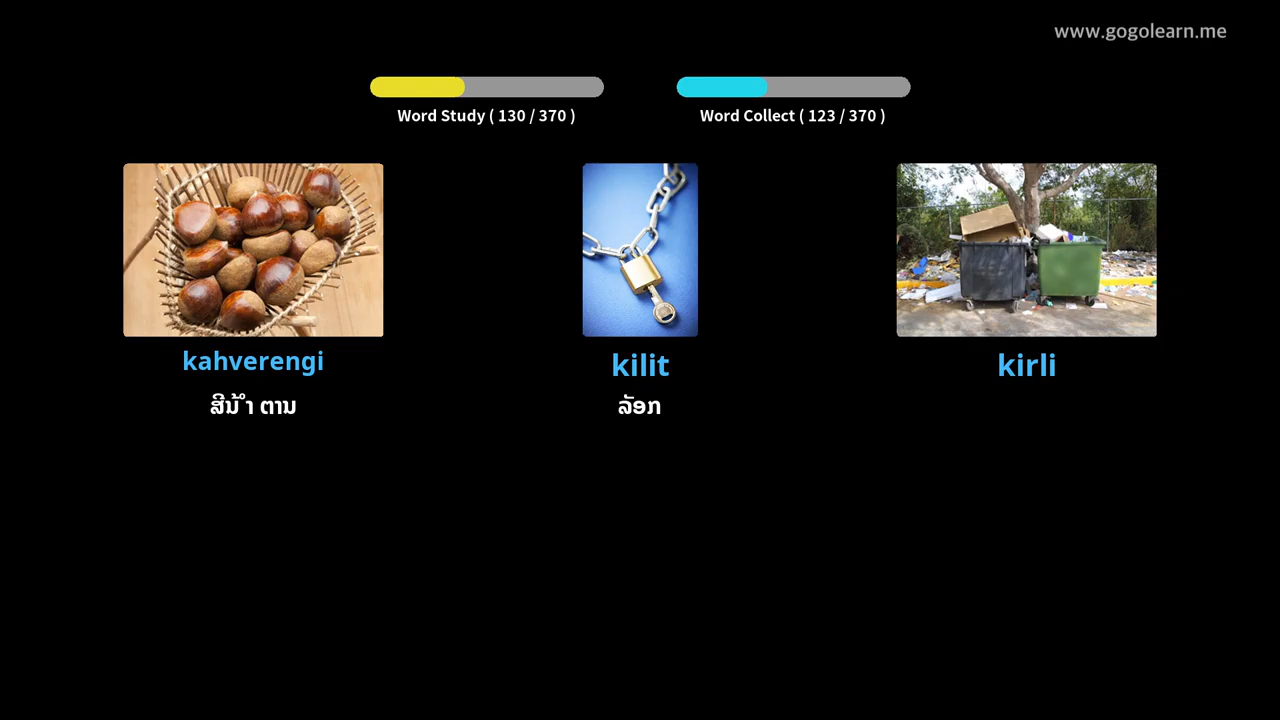 www.gogolearn.me
Word Study ( 130 / 370 )
Word Collect ( 123 / 370 )
kahverengi
kilit
kirli
ສີນ້ຳ ຕານ
ລັອກ